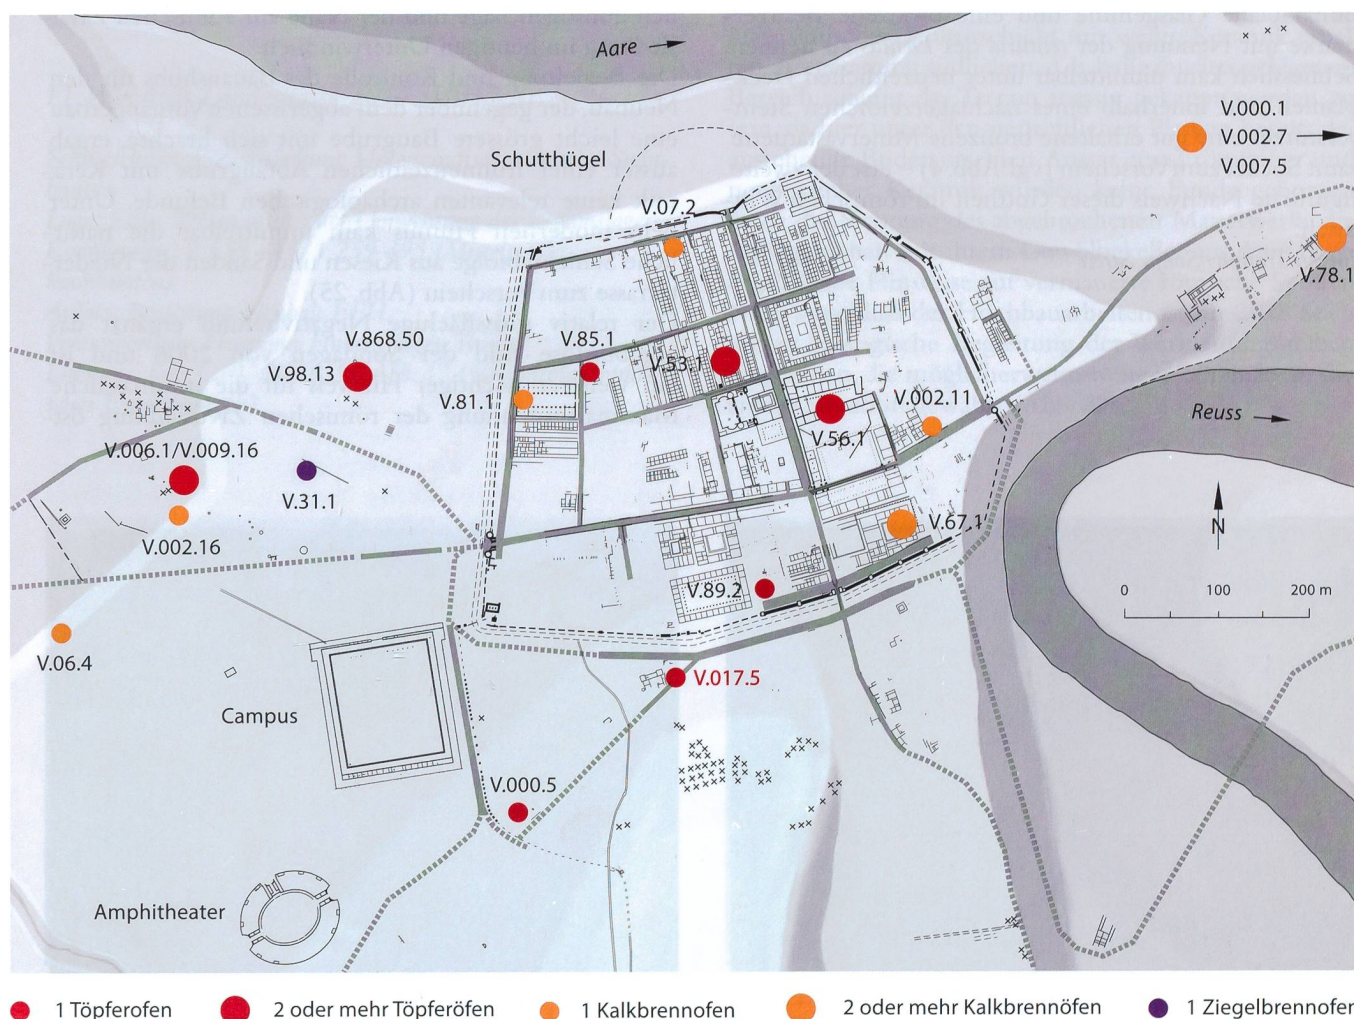 Aare
V.000.1
V.002.7
V.007.5
Schutthügel
V.07.2
V.78.1
V.868.50
V.98.13
V.85.1
V.53.1
V.81.1
V.002.11
Reuss
V.56.1
V.006.1/V.009.16
V.31.1
V.002.16
V.67.1
N
V.89.2
0 100 200 m
V.06.4
V.017.5
Campus
V.000.5
Amphitheater
1 Töpferofen 2 oder mehr Töpferöfen 1 Kalkbrennofen 2 oder mehr Kalkbrennöfen 1 Ziegelbrennofen